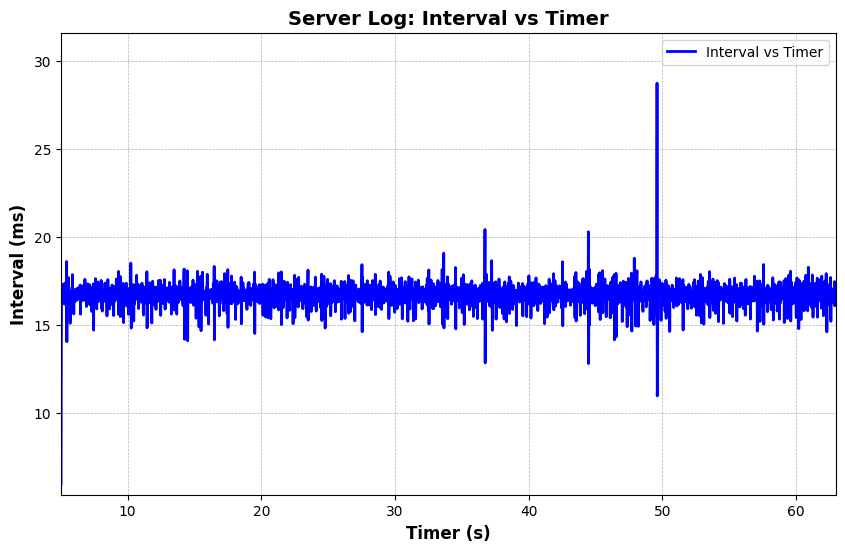 Server Log: Interval vs Timer
Interval vs Timer
Interval (ms)
30
25
20
15
10
10 20 30 40 50 60
Timer (s)